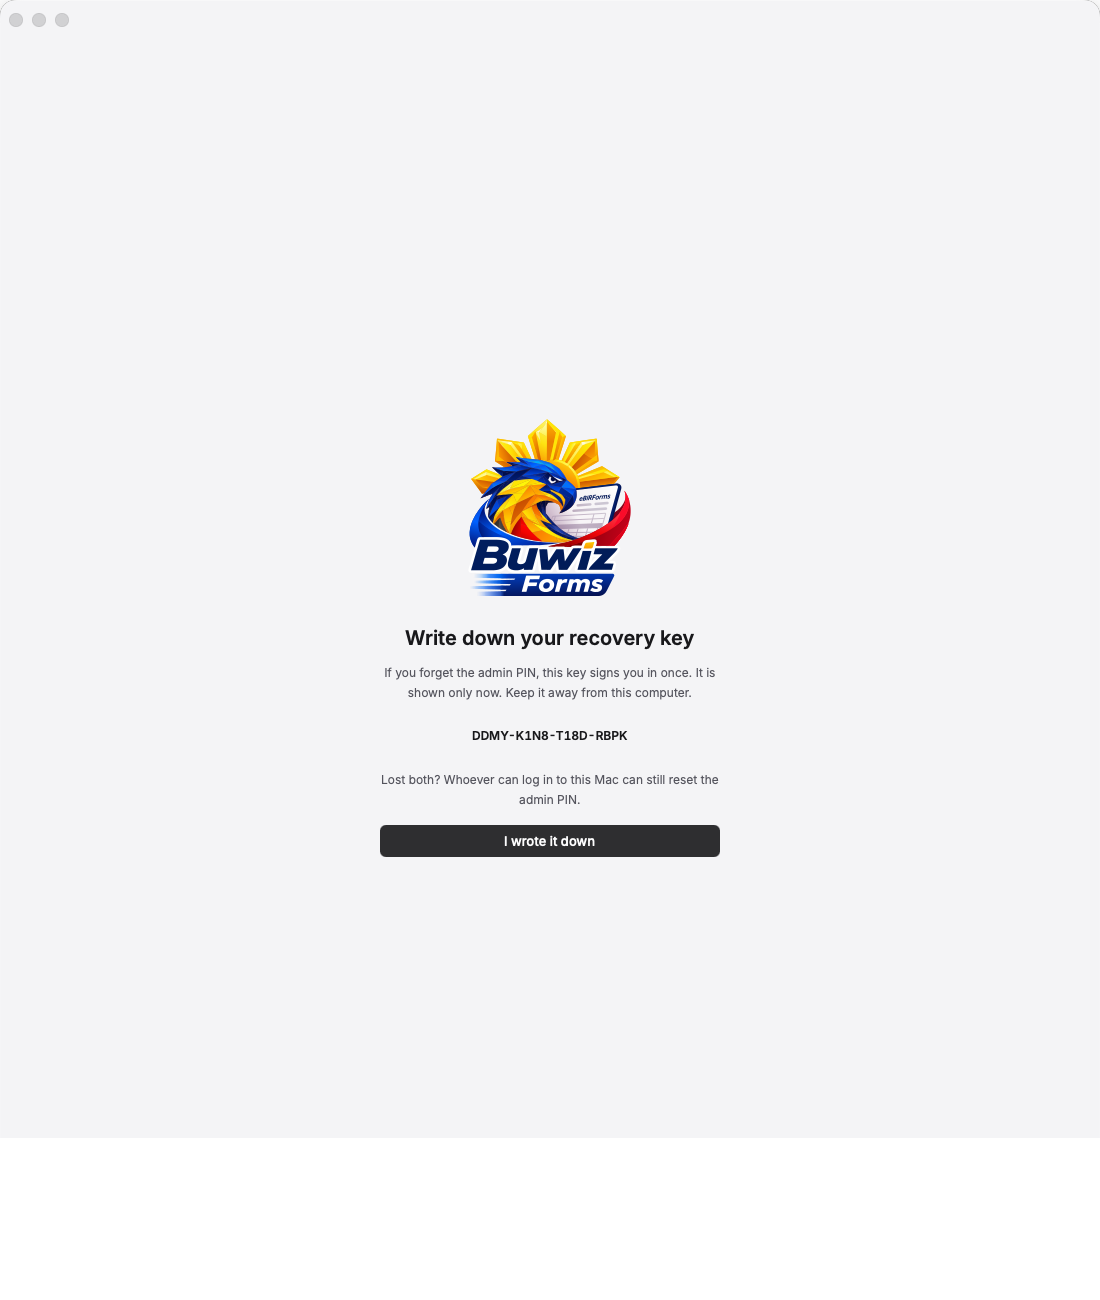 eBIRForms
Buwiz
Forms
Write down your recovery key
If you forget the admin PIN, this key signs you in once. It is
shown only now. Keep it away from this computer.
DDMY-K1N8-T18D-RBPK
Lost both? Whoever can log in to this Mac can still reset the
admin PIN.
I wrote it down